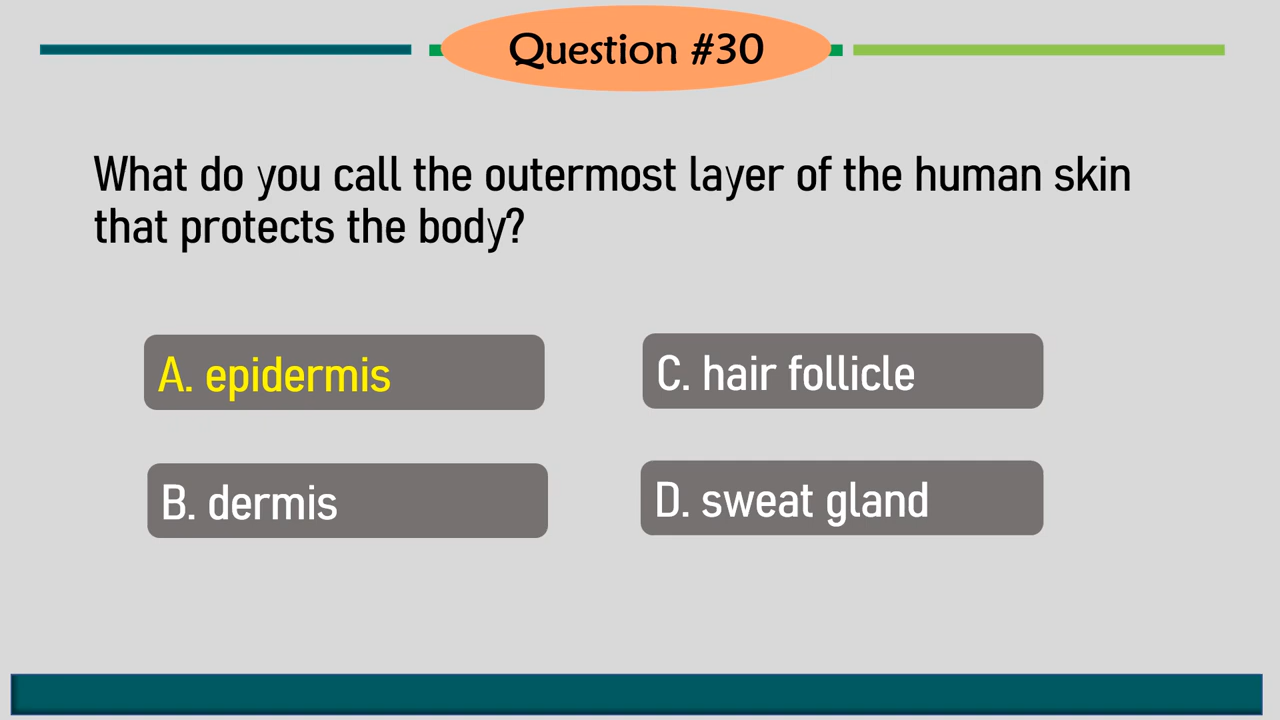 Question #30
What do you call the outermost layer of the human skin
that protects the body?
A. epidermis
B. dermis
C. hair follicle
D. sweat gland